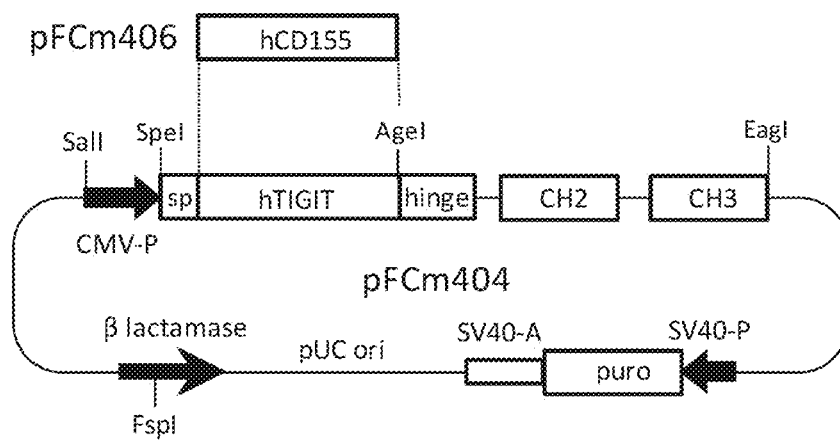 pFCm406
hCD155
SalI SpeI AgeI EagI
sp hTIGIT hinge CH2 CH3
CMV-P
pFCm404
β lactamase pUC ori SV40-A SV40-P
puro
FspI